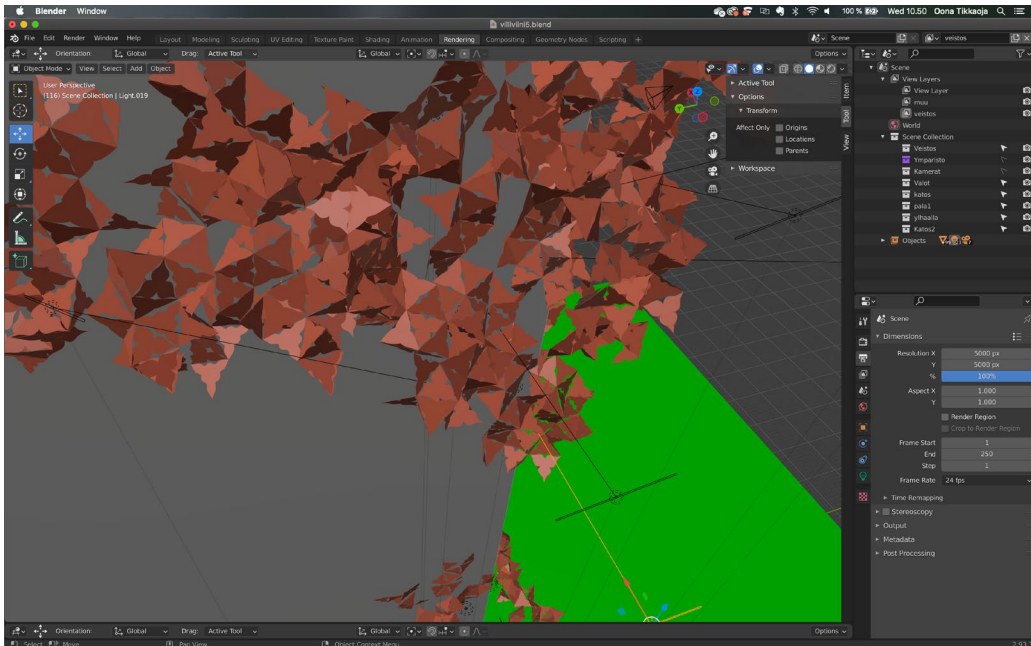 Blender Window 100 % Wed 10.50 Oona Tikkaoja
villiviini5.blend
File Edit Render Window Help Layout Modeling Sculpting UV Editing Texture Paint Shading Animation Rendering Compositing Geometry Nodes Scripting + Scene veistos
Orientation: Global Drag: Active Tool Global Options
Object Mode View Select Add Object
User Perspective
(116) Scene Collection | Light.019
Active Tool
Options
Transform
Affect Only Origins
Locations
Parents
Workspace
Item
Tool
View
X
Y
Z
Scene
View Layers
View Layer
muu
veistos
World
Scene Collection
Veistos
Ymparisto
Kamerat
Valot
katos
pala1
ylhaalla
Katos2
Objects
Scene
Dimensions
Resolution X 5000 px
Y 5000 px
% 100%
Aspect X 1.000
Y 1.000
Render Region
Crop to Render Region
Frame Start 1
End 250
Step 1
Frame Rate 24 fps
Time Remapping
Stereoscopy
Output
Metadata
Post Processing
Orientation: Global Drag: Active Tool Global Options
Select Move Pan View Object Context Menu